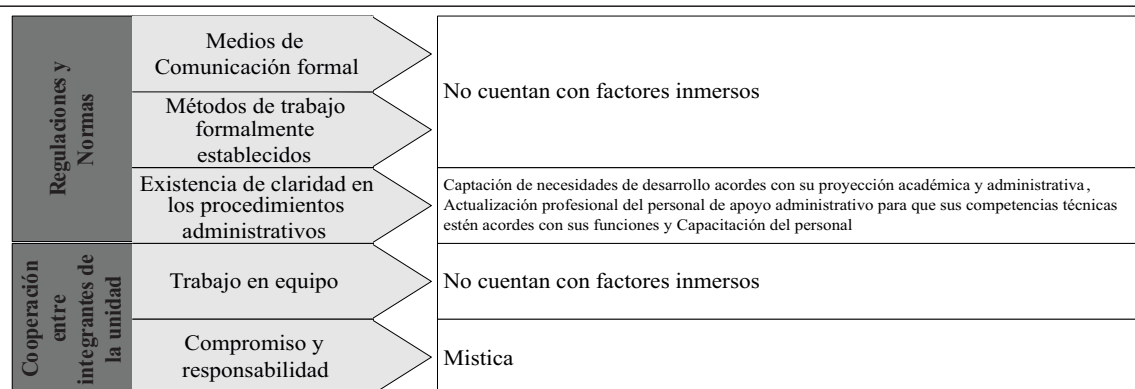 Regulaciones y
Normas
Medios de
Comunicación formal
Métodos de trabajo
formalmente
establecidos
No cuentan con factores inmersos
Existencia de claridad en
los procedimientos
administrativos
Captación de necesidades de desarrollo acordes con su proyección académica y administrativa,
Actualización profesional del personal de apoyo administrativo para que sus competencias técnicas
estén acordes con sus funciones y Capacitación del personal
Cooperación
entre
integrantes de
la unidad
Trabajo en equipo
No cuentan con factores inmersos
Compromiso y
responsabilidad
Mistica